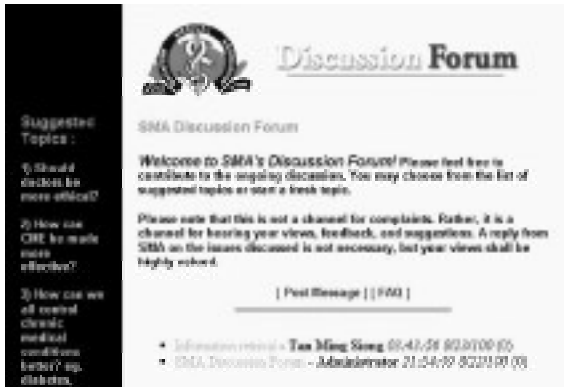 Discussion Forum
Suggested
Topics :
1) Should
doctors be
more ethical?
2) How can
CME be made
more
effective?
3) How can we
all control
chronic
medical
conditions
better? eg.
diabetes,
SMA Discussion Forum
Welcome to SMA's Discussion Forum! Please feel free to
contribute to the ongoing discussion. You may choose from the list of
suggested topics or start a fresh topic.
Please note that this is not a channel for complaints. Rather, it is a
channel for hearing your views, feedback, and suggestions. A reply from
SMA on the issues discussed is not necessary, but your views shall be
highly valued.
[ Post Message ] [ FAQ ]
Information retrieval - Tan Ming Siong (0)
SMA Discussion Forum - Administrator (0)